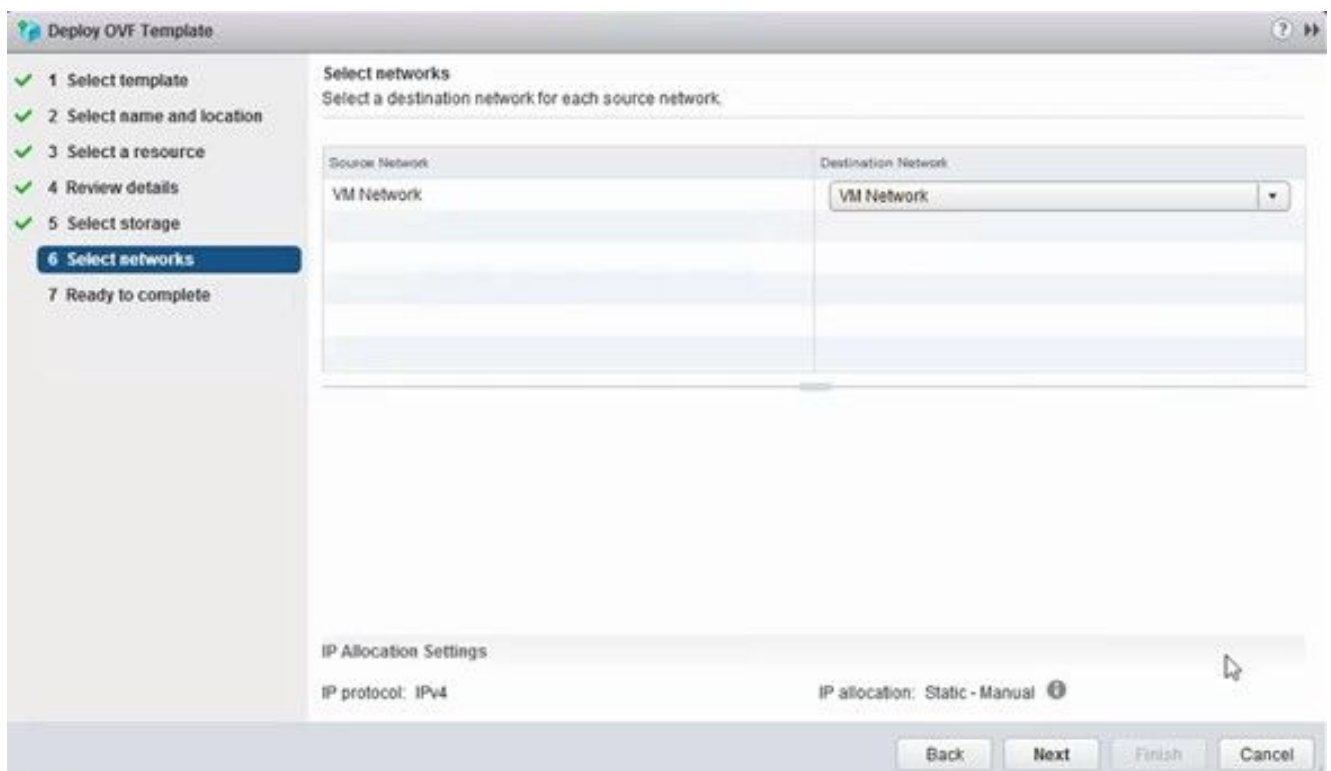 Deploy OVF Template
1 Select template
2 Select name and location
3 Select a resource
4 Review details
5 Select storage
6 Select networks
7 Ready to complete
Select networks
Select a destination network for each source network.
Source Network Destination Network
VM Network VM Network
IP Allocation Settings
IP protocol: IPv4 IP allocation: Static - Manual
Back Next Finish Cancel